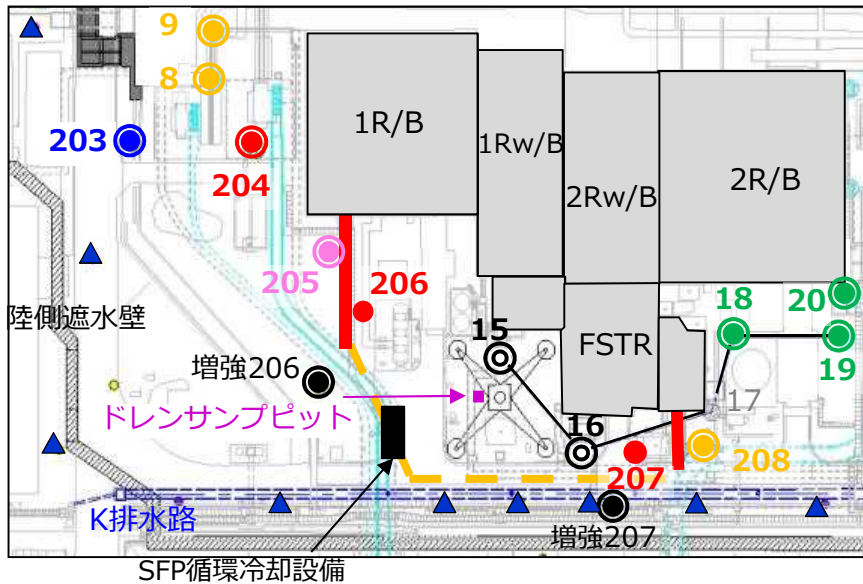 9
8
203
204
1R/B
1Rw/B
2Rw/B
2R/B
205
206
陸側遮水壁
増強206
ドレンサンプピット
15
FSTR
18
20
19
17
16
207
208
K排水路
増強207
SFP循環冷却設備